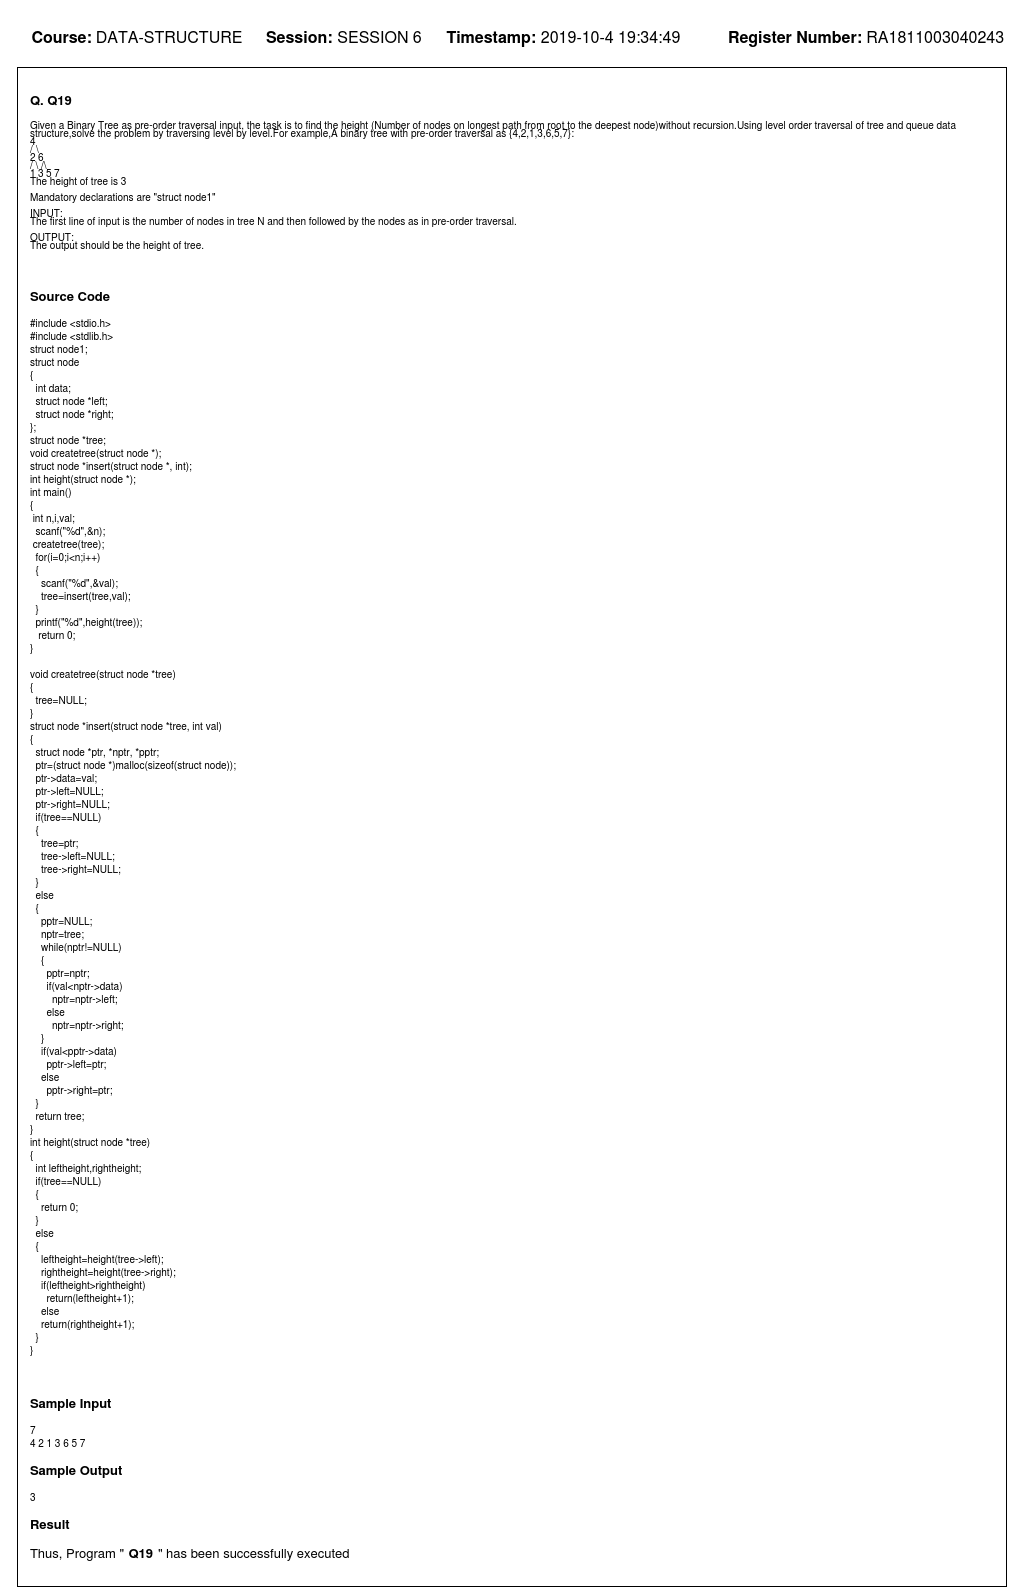 Course: DATA-STRUCTURE Session: SESSION 6 Timestamp: 2019-10-4 19:34:49 Register Number: RA1811003040243
Q. Q19
Given a Binary Tree as pre-order traversal input, the task is to find the height (Number of nodes on longest path from root to the deepest node)without recursion.Using level order traversal of tree and queue data
structure,solve the problem by traversing level by level.For example,A binary tree with pre-order traversal as {4,2,1,3,6,5,7}:
4
/ \
2 6
/ \ /\
1 3 5 7
The height of tree is 3
Mandatory declarations are "struct node1"
INPUT:
The first line of input is the number of nodes in tree N and then followed by the nodes as in pre-order traversal.
OUTPUT:
The output should be the height of tree.
Source Code
#include <stdio.h>
#include <stdlib.h>
struct node1;
struct node
{
  int data;
  struct node *left;
  struct node *right;
};
struct node *tree;
void createtree(struct node *);
struct node *insert(struct node *, int);
int height(struct node *);
int main()
{
 int n,i,val;
  scanf("%d",&n);
 createtree(tree);
  for(i=0;i<n;i++)
  {
    scanf("%d",&val);
    tree=insert(tree,val);
  }
  printf("%d",height(tree));
   return 0;
}
void createtree(struct node *tree)
{
  tree=NULL;
}
struct node *insert(struct node *tree, int val)
{
  struct node *ptr, *nptr, *pptr;
  ptr=(struct node *)malloc(sizeof(struct node));
  ptr->data=val;
  ptr->left=NULL;
  ptr->right=NULL;
  if(tree==NULL)
  {
    tree=ptr;
    tree->left=NULL;
    tree->right=NULL;
  }
  else
  {
    pptr=NULL;
    nptr=tree;
    while(nptr!=NULL)
    {
      pptr=nptr;
      if(val<nptr->data)
        nptr=nptr->left;
      else
        nptr=nptr->right;
    }
    if(val<pptr->data)
      pptr->left=ptr;
    else
      pptr->right=ptr;
  }
  return tree;
}
int height(struct node *tree)
{
  int leftheight,rightheight;
  if(tree==NULL)
  {
    return 0;
  }
  else
  {
    leftheight=height(tree->left);
    rightheight=height(tree->right);
    if(leftheight>rightheight)
      return(leftheight+1);
    else
    return(rightheight+1);
  }
}
Sample Input
7
4 2 1 3 6 5 7
Sample Output
3
Result
Thus, Program " Q19 " has been successfully executed